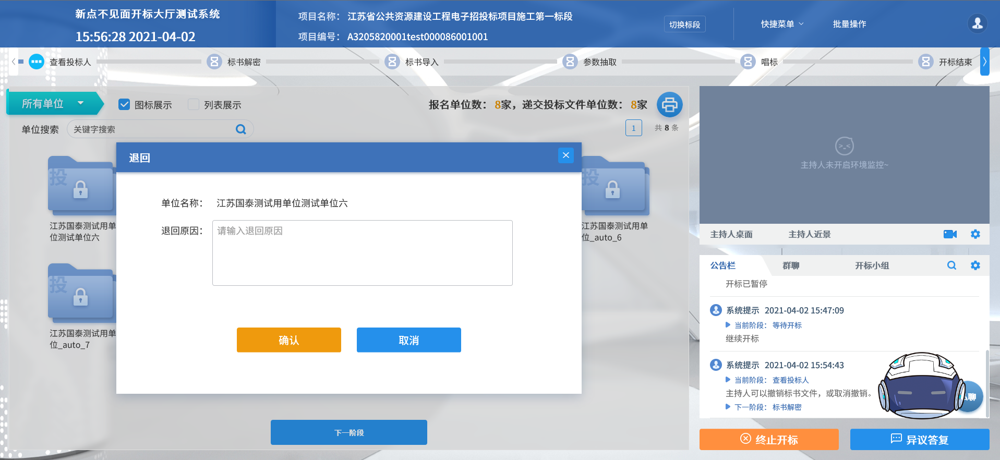 新点不见面开标大厅测试系统
15:56:28 2021-04-02
项目名称： 江苏省公共资源建设工程电子招投标项目施工第一标段
项目编号： A3205820001test000086001001
切换标段
快捷菜单
批量操作
查看投标人
标书解密
标书导入
参数抽取
唱标
开标结束
所有单位
图标展示
列表展示
报名单位数： 8家，递交投标文件单位数： 8家
单位搜索
关键字搜索
1
共 8 条
退回
单位名称： 江苏国泰测试用单位测试单位六
退回原因： 请输入退回原因
确认
取消
投
江苏国泰测试用单
位测试单位六
投
江苏国泰测试用单
位_auto_6
投
江苏国泰测试用单
位_auto_7
下一阶段
主持人未开启环境监控~
主持人桌面
主持人近景
公告栏
群聊
开标小组
开标已暂停
系统提示 2021-04-02 15:47:09
当前阶段： 等待开标
继续开标
系统提示 2021-04-02 15:54:43
当前阶段： 查看投标人
主持人可以撤销标书文件，或取消撤销。
下一阶段： 标书解密
聊
终止开标
异议答复